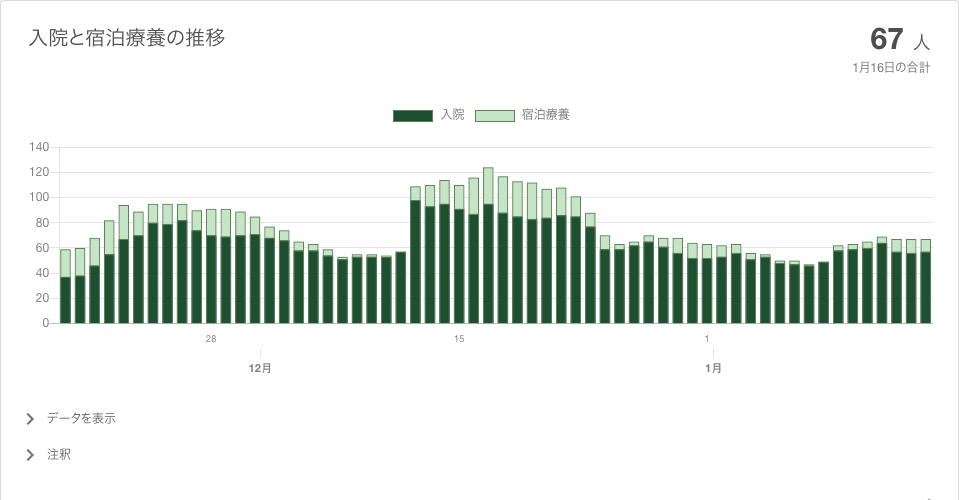 入院と宿泊療養の推移
67 人
1月16日の合計
入院 宿泊療養
140
120
100
80
60
40
20
0
28 15 1
12月 1月
データを表示
注釈